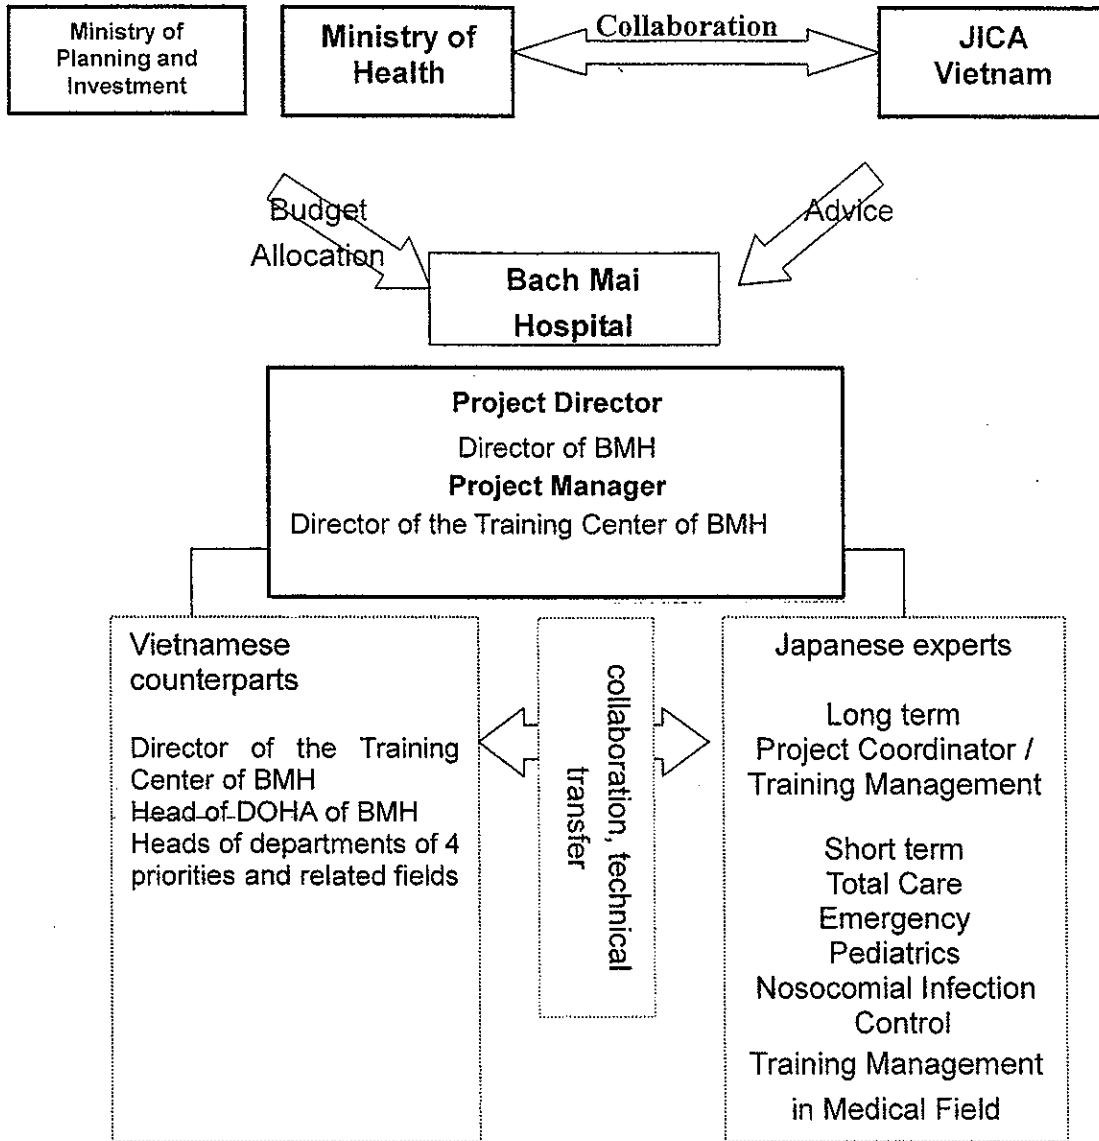 Ministry of
Planning and
Investment
Ministry of
Health
Collaboration
JICA
Vietnam
Budget
Allocation
Advice
Bach Mai
Hospital
Project Director
Director of BMH
Project Manager
Director of the Training Center of BMH
Vietnamese
counterparts
Director of the Training
Center of BMH
Head of DOHA of BMH
Heads of departments of 4
priorities and related fields
collaboration, technical
transfer
Japanese experts
Long term
Project Coordinator /
Training Management
Short term
Total Care
Emergency
Pediatrics
Nosocomial Infection
Control
Training Management
in Medical Field